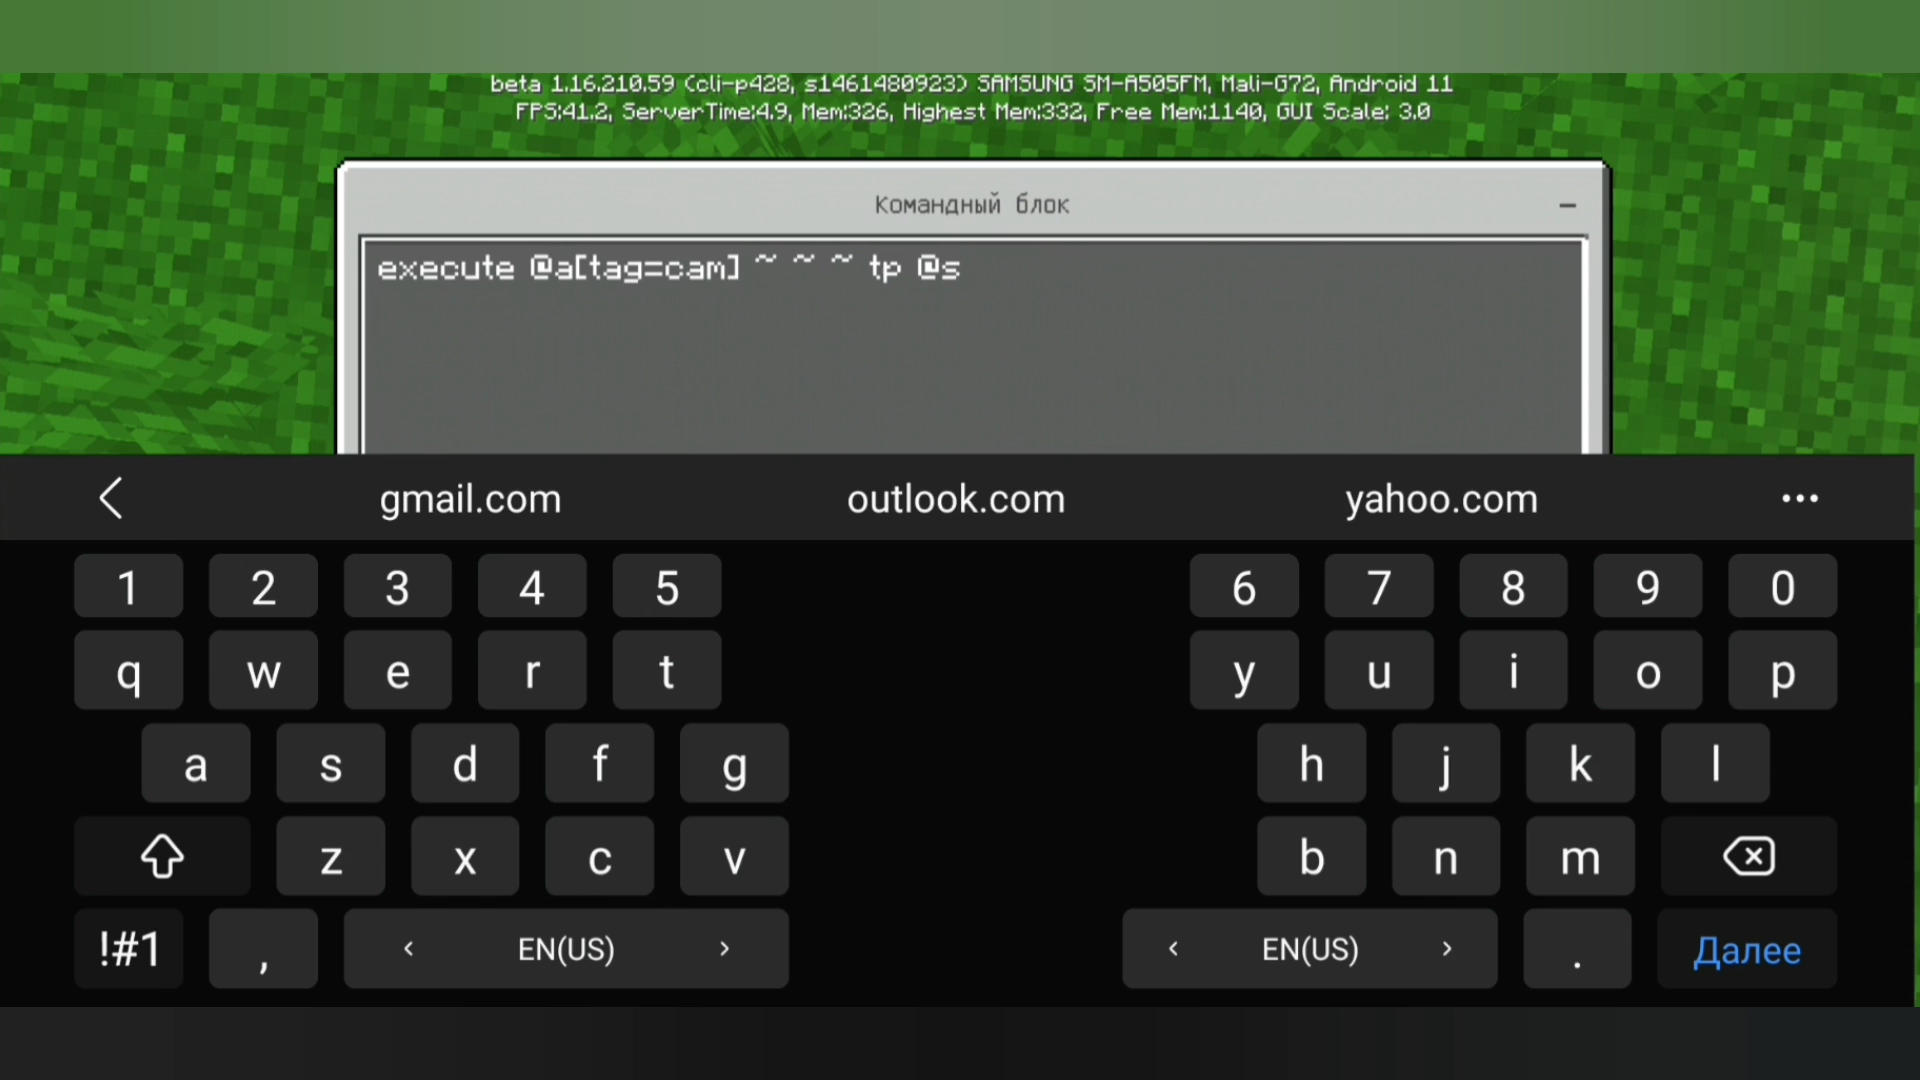 beta 1.16.210.59 (cli-p428, s1461480923) SAMSUNG SM-A505FM, Mali-G72, Android 11
FPS:41.2, ServerTime:4.9, Mem:326, Highest Mem:332, Free Mem:1140, GUI Scale: 3.0
Командный блок
execute @a[tag=cam] ~ ~ ~ tp @s
gmail.com outlook.com yahoo.com
1 2 3 4 5 6 7 8 9 0
q w e r t y u i o p
a s d f g h j k l
z x c v b n m
!#1 , < EN(US) > < EN(US) > . Далее